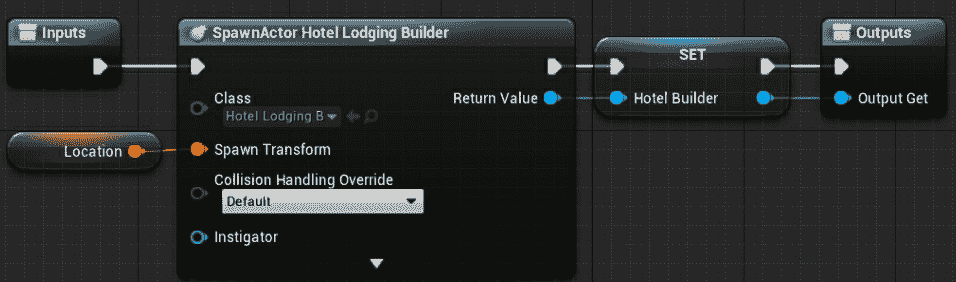 Inputs
SpawnActor Hotel Lodging Builder
SET
Outputs
Class
Return Value
Hotel Builder
Output Get
Hotel Lodging B
Location
Spawn Transform
Collision Handling Override
Default
Instigator